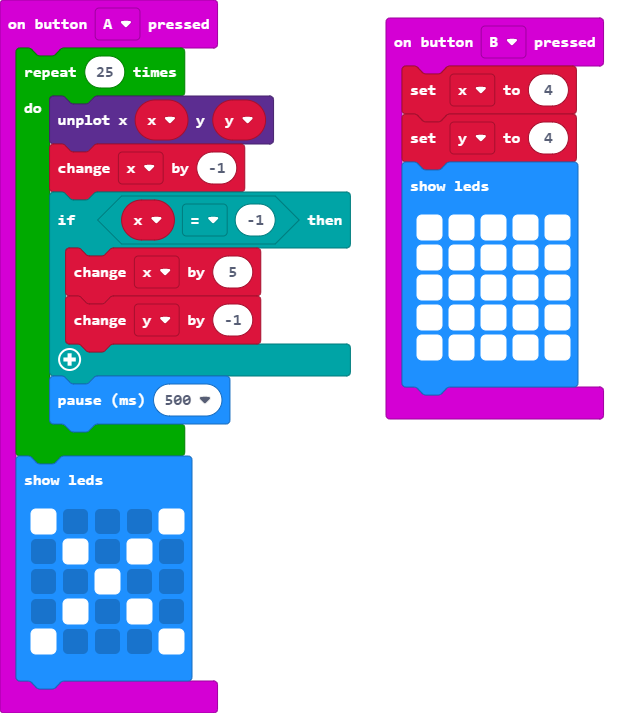 on button A pressed
repeat 25 times
do
unplot x x y y
change x by -1
if x = -1 then
change x by 5
change y by -1
pause (ms) 500
show leds
on button B pressed
set x to 4
set y to 4
show leds